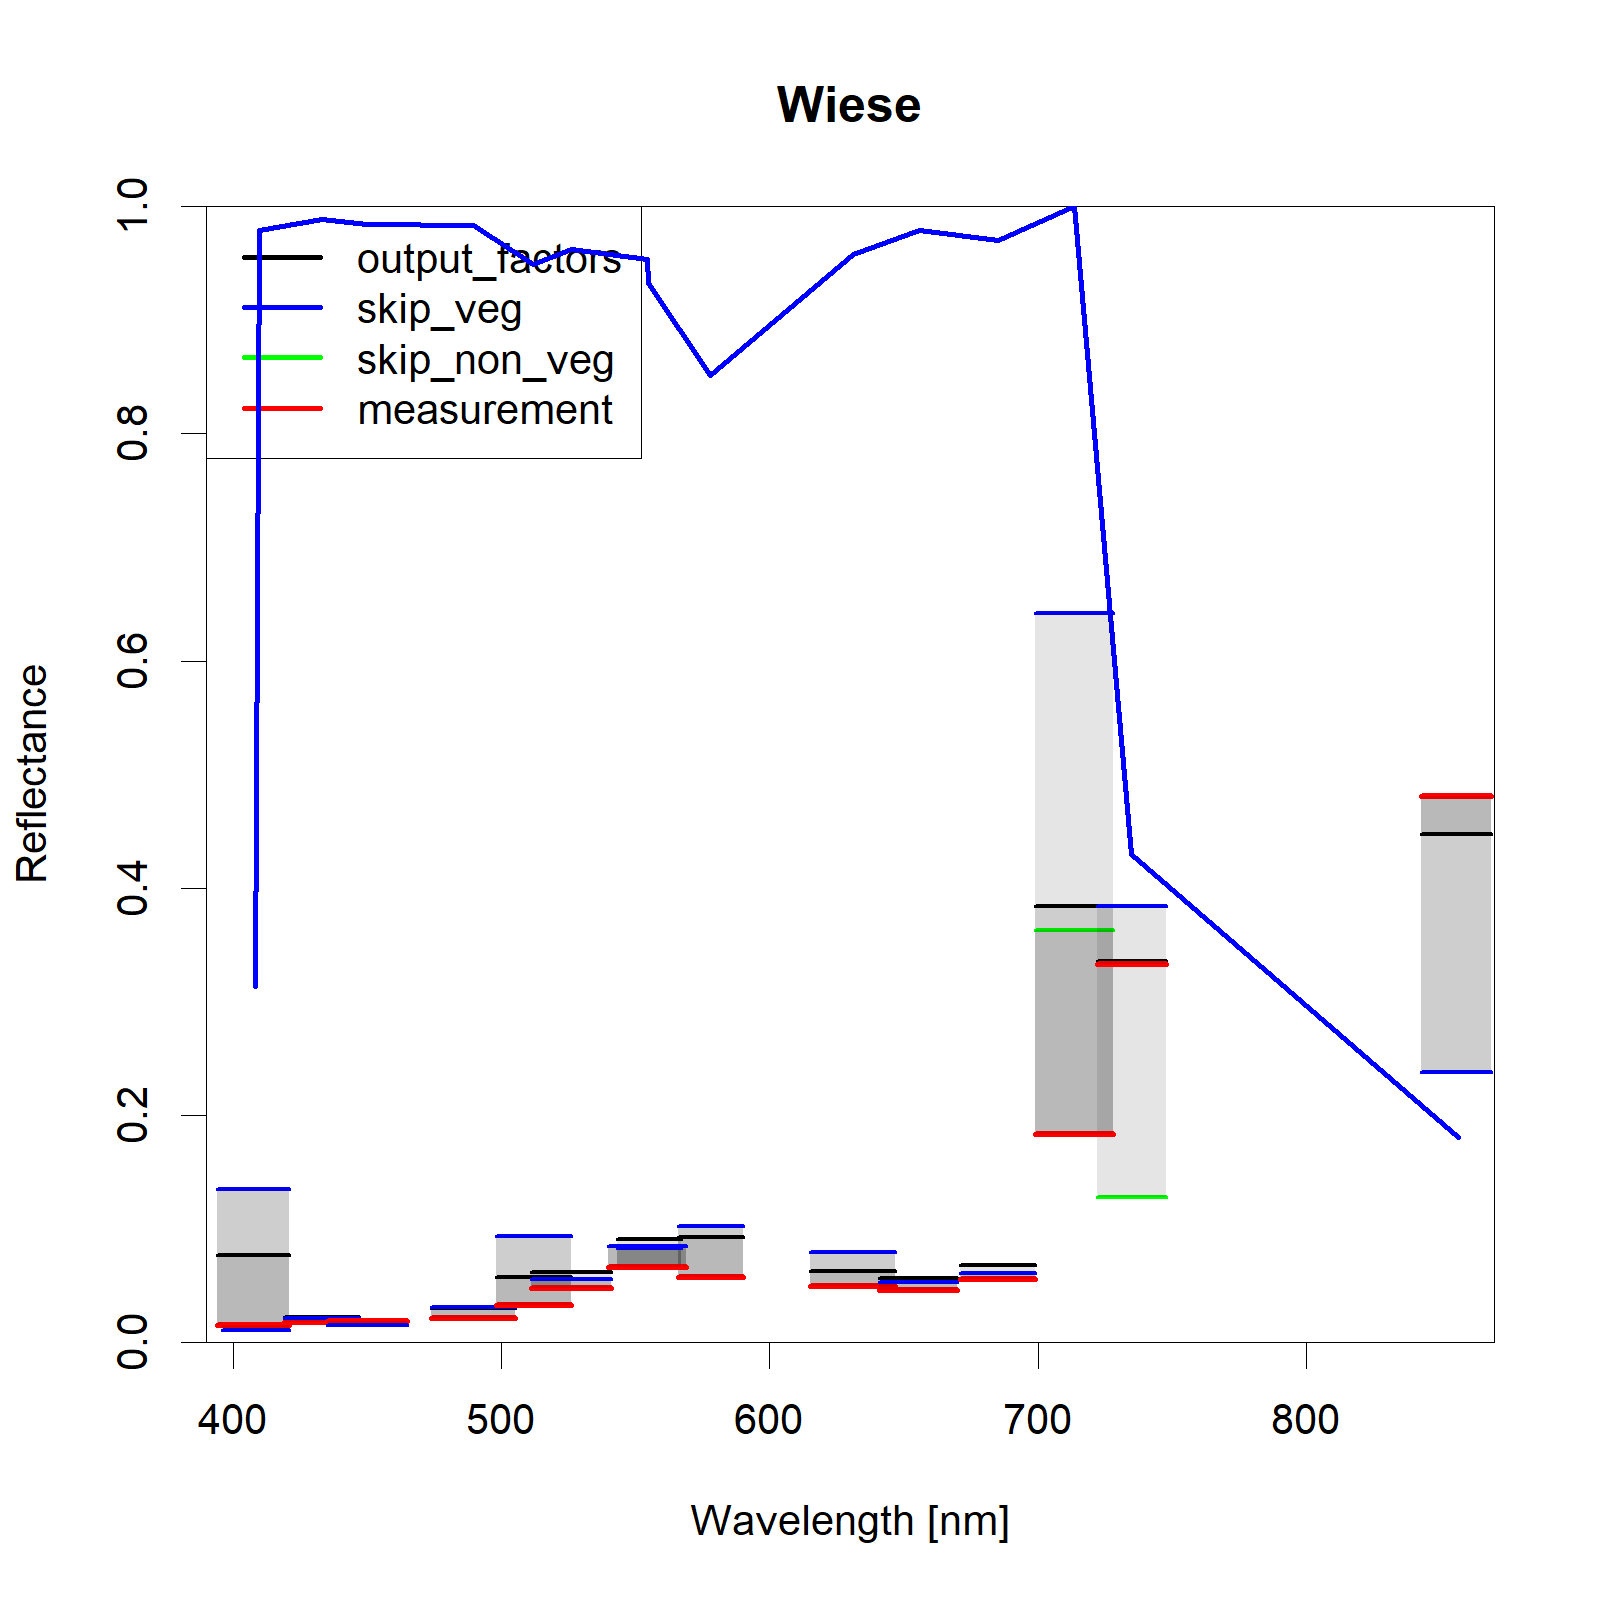 Wiese
1.0
0.8
0.6
0.4
0.2
0.0
Reflectance
output_factors
skip_veg
skip_non_veg
measurement
400 500 600 700 800
Wavelength [nm]